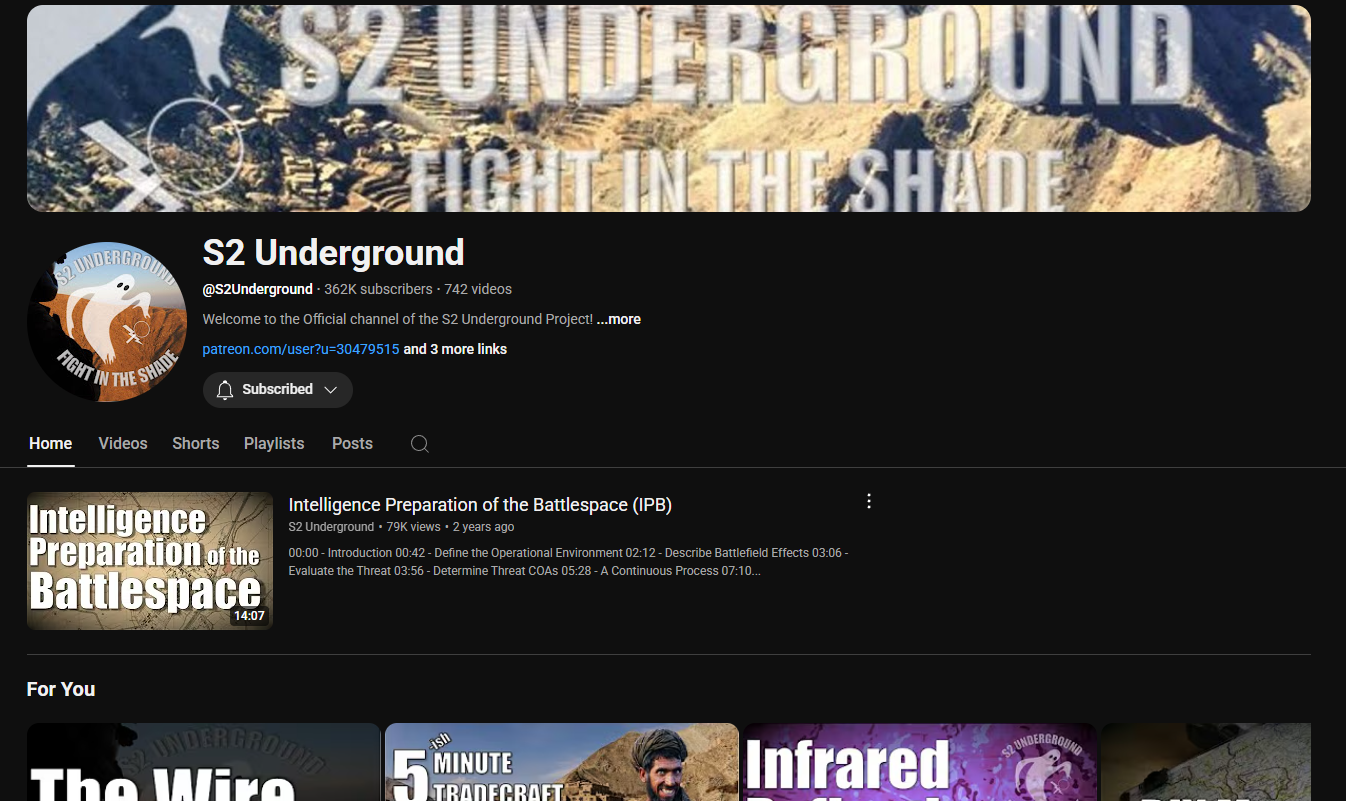 S2 UNDERGROUND
FIGHT IN THE SHADE
S2 UNDERGROUND
FIGHT IN THE SHADE
S2 Underground
@S2Underground · 362K subscribers · 742 videos
Welcome to the Official channel of the S2 Underground Project! ...more
patreon.com/user?u=30479515 and 3 more links
Subscribed
Home Videos Shorts Playlists Posts
Intelligence
Preparation of the
Battlespace
14:07
Intelligence Preparation of the Battlespace (IPB)
S2 Underground • 79K views • 2 years ago
00:00 - Introduction 00:42 - Define the Operational Environment 02:12 - Describe Battlefield Effects 03:06 -
Evaluate the Threat 03:56 - Determine Threat COAs 05:28 - A Continuous Process 07:10...
For You
S2 UNDERGROUND
The Wire
5 -ish MINUTE
TRADECRAFT
Infrared
S2 UNDERGROUND